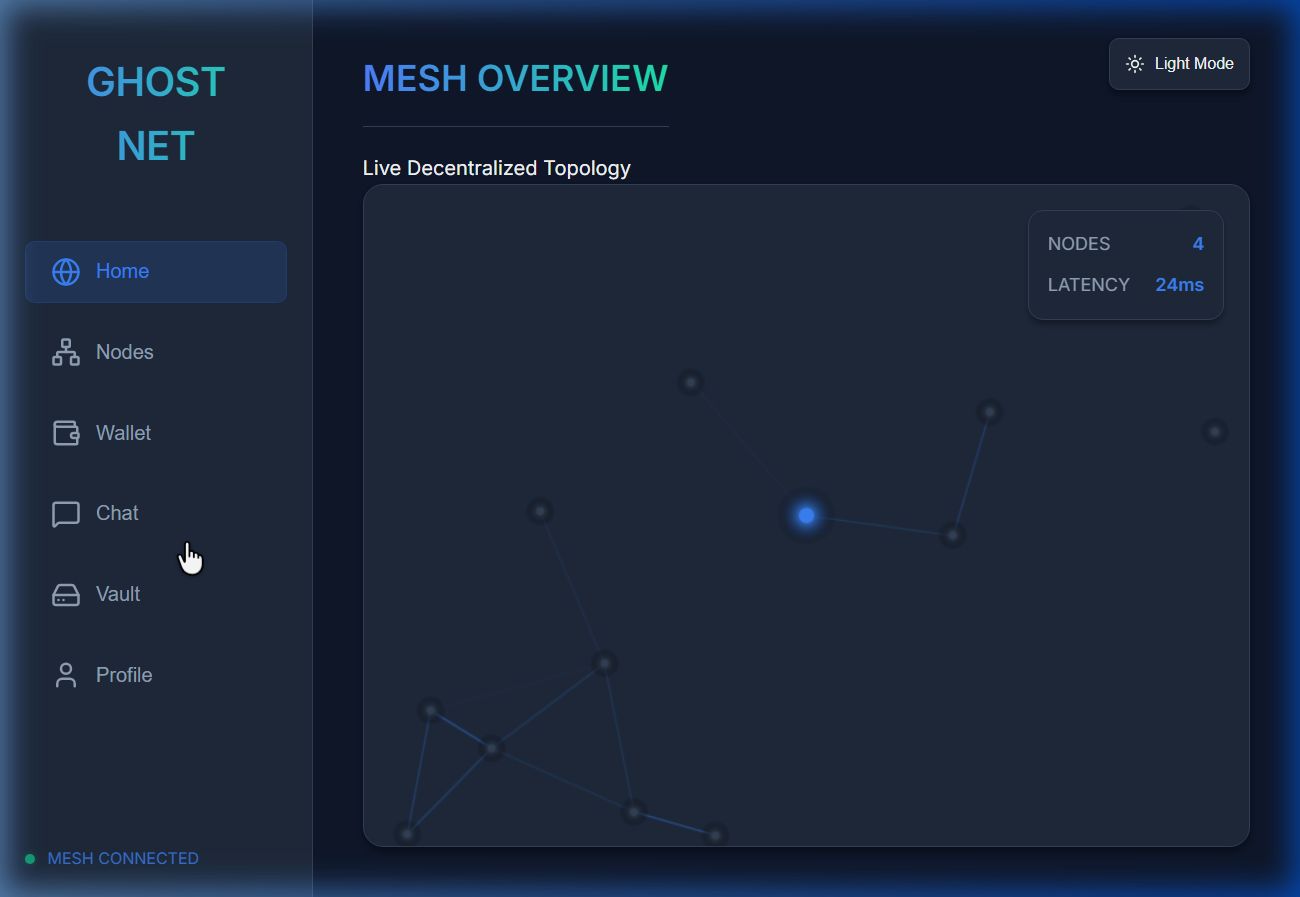 GHOST
NET
Home
Nodes
Wallet
Chat
Vault
Profile
MESH CONNECTED
MESH OVERVIEW
Light Mode
Live Decentralized Topology
NODES 4
LATENCY 24ms